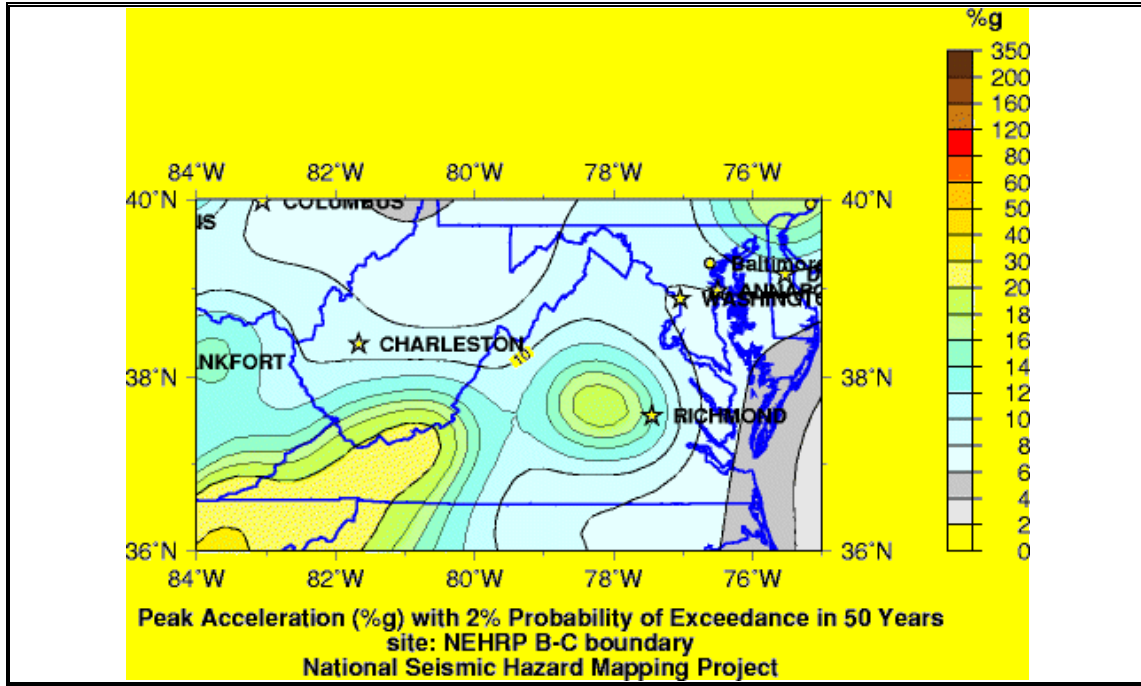 %g
350
200
160
120
80
60
50
40
30
20
18
16
14
12
10
8
6
4
2
0
84°W 82°W 80°W 78°W 76°W
40°N 40°N
COLUMBUS
IS
Baltimore
D
ANNAPO
WASHINGTO
CHARLESTON
10
NKFORT
38°N 38°N
RICHMOND
36°N 36°N
84°W 82°W 80°W 78°W 76°W
Peak Acceleration (%g) with 2% Probability of Exceedance in 50 Years
site: NEHRP B-C boundary
National Seismic Hazard Mapping Project